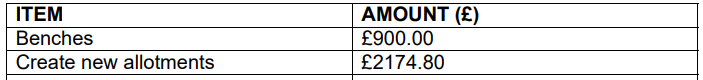 ITEM AMOUNT (£)
Benches £900.00
Create new allotments £2174.80